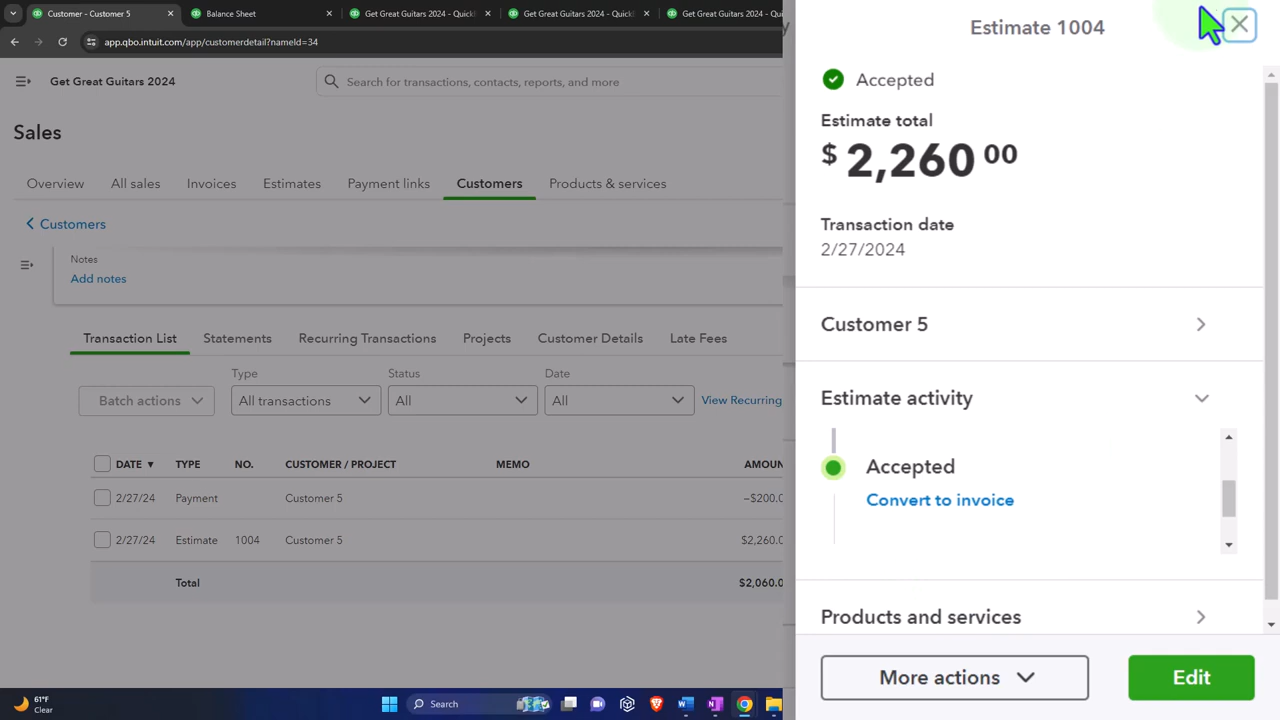 Customer 5 - Customers
Balance Sheet
Get Great Guitars 2024 - Quick
Get Great Guitars 2024 - Quick
Get Great Guitars 2024 - Qu
app.qbo.intuit.com/app/customerdetail?nameId=34
Get Great Guitars 2024
Search for transactions, contacts, reports, and more
Sales
Overview
All sales
Invoices
Estimates
Payment links
Customers
Products & services
Customers
Notes
Add notes
Transaction List
Statements
Recurring Transactions
Projects
Customer Details
Late Fees
Type
Status
Date
Batch actions
All transactions
All
All
View Recurring
DATE ▼ TYPE NO. CUSTOMER / PROJECT MEMO AMOUN
2/27/24 Payment Customer 5 –$200.0
2/27/24 Estimate 1004 Customer 5 $2,260.0
Total $2,060.0
Estimate 1004
Accepted
Estimate total
$2,260 00
Transaction date
2/27/2024
Customer 5
Estimate activity
Accepted
Convert to invoice
Products and services
More actions
Edit
61°F
Clear
Search